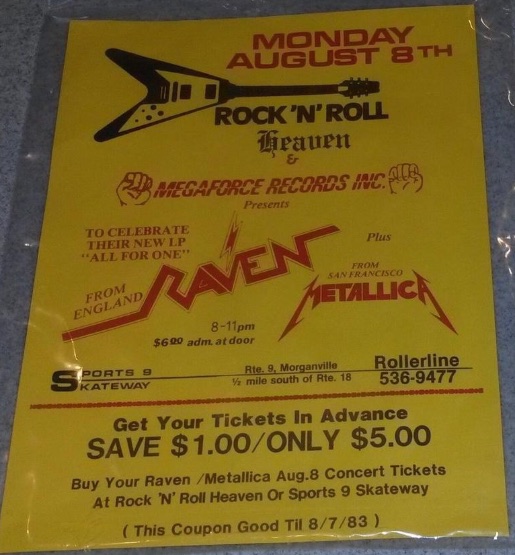 MONDAY
AUGUST 8TH
ROCK 'N' ROLL
Heaven
&
MEGAFORCE RECORDS INC.
Presents
TO CELEBRATE
THEIR NEW LP
"ALL FOR ONE"
FROM
ENGLAND
RAVEN
Plus
FROM
SAN FRANCISCO
METALLICA
8-11pm
$6.00 adm. at door
SPORTS 9
SKATEWAY
Rte. 9, Morganville
½ mile south of Rte. 18
Rollerline
536-9477
Get Your Tickets In Advance
SAVE $1.00/ONLY $5.00
Buy Your Raven /Metallica Aug.8 Concert Tickets
At Rock 'N' Roll Heaven Or Sports 9 Skateway
( This Coupon Good Til 8/7/83 )